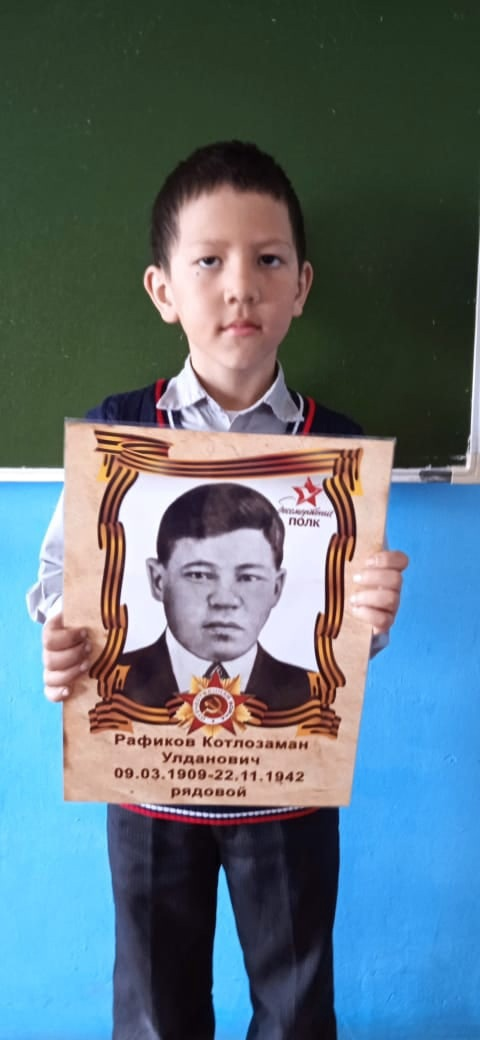 Бессмертный
ПОЛК
Рафиков Котлозаман
Улданович
09.03.1909-22.11.1942
рядовой